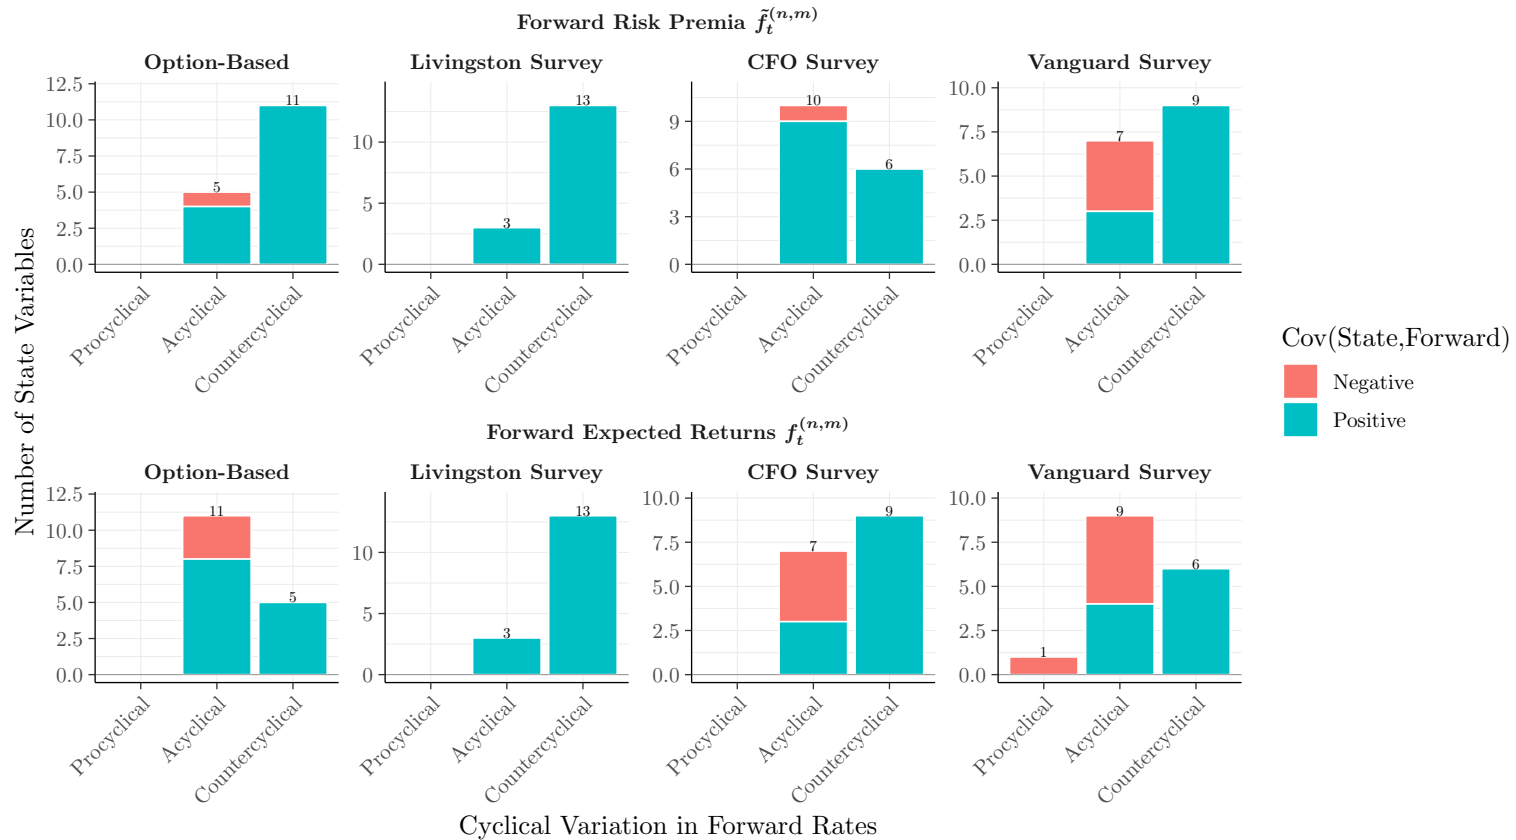 Forward Risk Premia $\tilde{f}_t^{(n,m)}$
Option-Based
Livingston Survey
CFO Survey
Vanguard Survey
12.5
10.0
7.5
5.0
2.5
0.0
5
11
Procyclical
Acyclical
Countercyclical
10
5
0
3
13
Procyclical
Acyclical
Countercyclical
9
6
3
0
10
6
Procyclical
Acyclical
Countercyclical
10.0
7.5
5.0
2.5
0.0
7
9
Procyclical
Acyclical
Countercyclical
Number of State Variables
Cov(State,Forward)
Negative
Positive
Forward Expected Returns $f_t^{(n,m)}$
Option-Based
Livingston Survey
CFO Survey
Vanguard Survey
12.5
10.0
7.5
5.0
2.5
0.0
11
5
Procyclical
Acyclical
Countercyclical
10
5
0
3
13
Procyclical
Acyclical
Countercyclical
10.0
7.5
5.0
2.5
0.0
7
9
Procyclical
Acyclical
Countercyclical
10.0
7.5
5.0
2.5
0.0
1
9
6
Procyclical
Acyclical
Countercyclical
Cyclical Variation in Forward Rates